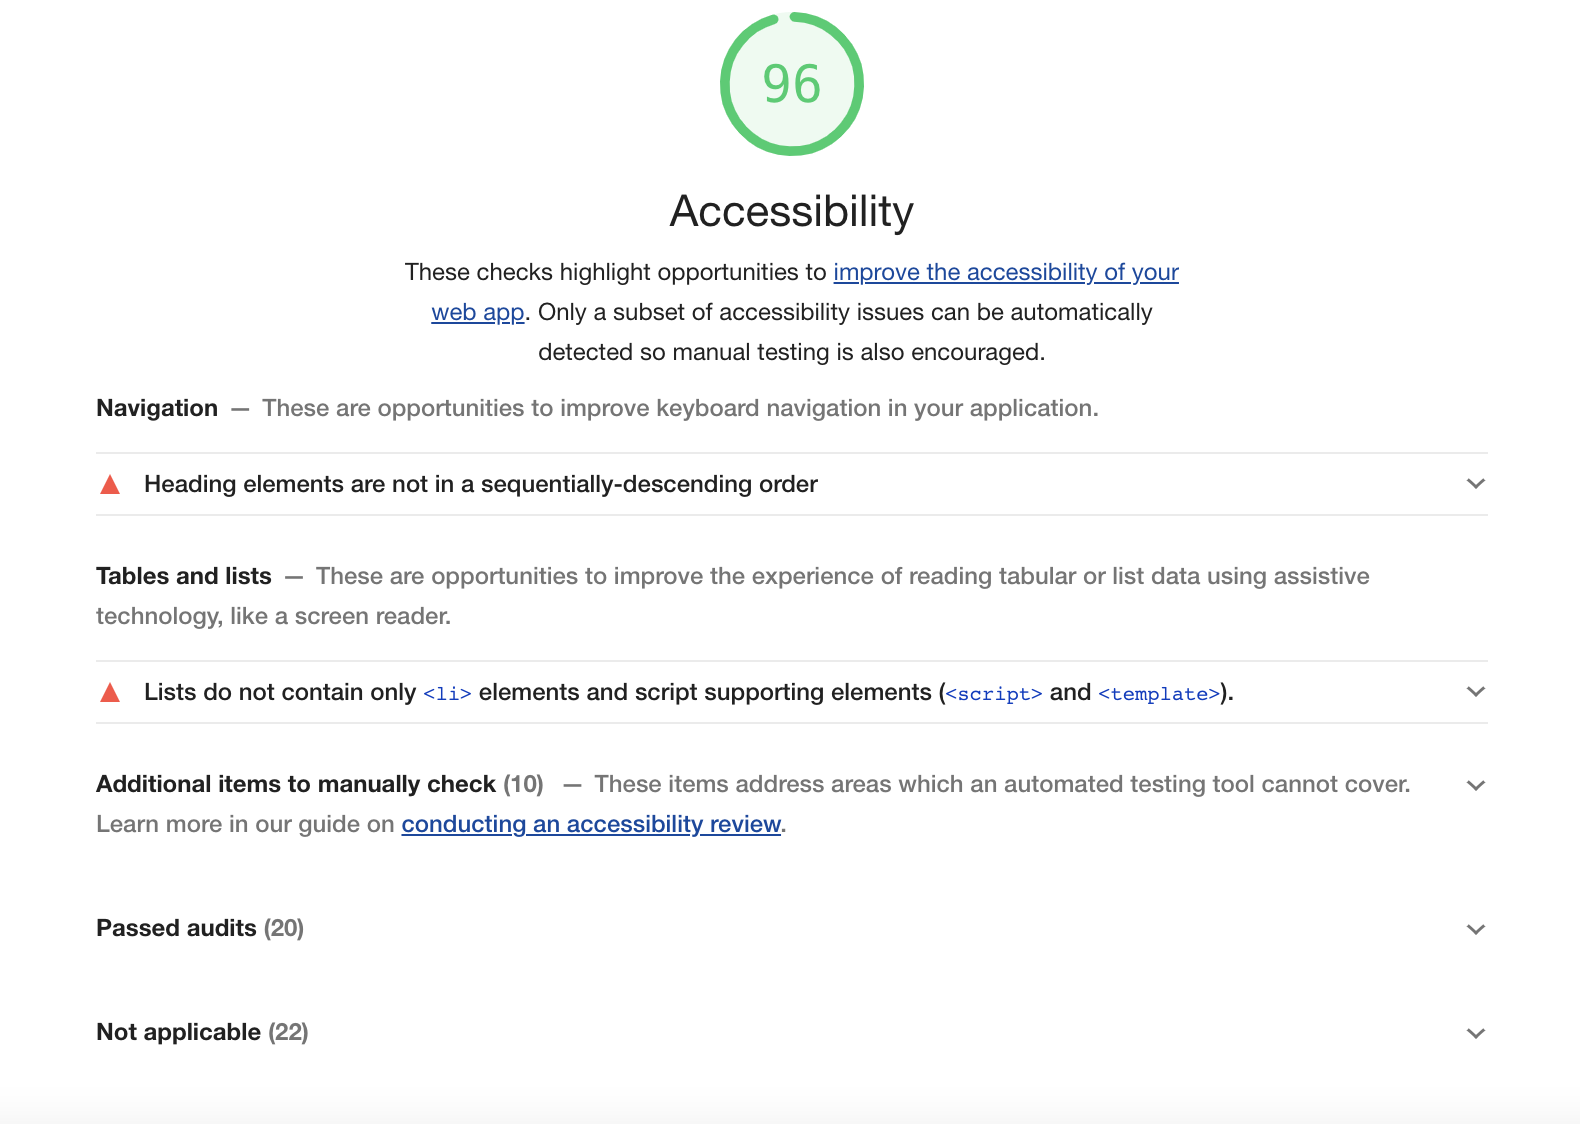 96
Accessibility
These checks highlight opportunities to improve the accessibility of your
web app. Only a subset of accessibility issues can be automatically
detected so manual testing is also encouraged.
Navigation — These are opportunities to improve keyboard navigation in your application.
Heading elements are not in a sequentially-descending order
Tables and lists — These are opportunities to improve the experience of reading tabular or list data using assistive
technology, like a screen reader.
Lists do not contain only <li> elements and script supporting elements (<script> and <template>).
Additional items to manually check (10) — These items address areas which an automated testing tool cannot cover.
Learn more in our guide on conducting an accessibility review.
Passed audits (20)
Not applicable (22)